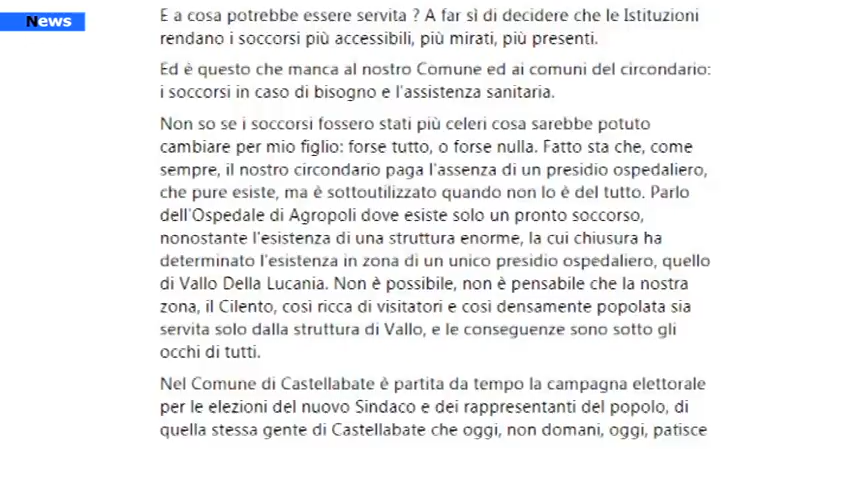 News
E a cosa potrebbe essere servita ? A far sì di decidere che le Istituzioni
rendano i soccorsi più accessibili, più mirati, più presenti.
Ed è questo che manca al nostro Comune ed ai comuni del circondario:
i soccorsi in caso di bisogno e l'assistenza sanitaria.
Non so se i soccorsi fossero stati più celeri cosa sarebbe potuto
cambiare per mio figlio: forse tutto, o forse nulla. Fatto sta che, come
sempre, il nostro circondario paga l'assenza di un presidio ospedaliero,
che pure esiste, ma è sottoutilizzato quando non lo è del tutto. Parlo
dell'Ospedale di Agropoli dove esiste solo un pronto soccorso,
nonostante l'esistenza di una struttura enorme, la cui chiusura ha
determinato l'esistenza in zona di un unico presidio ospedaliero, quello
di Vallo Della Lucania. Non è possibile, non è pensabile che la nostra
zona, il Cilento, così ricca di visitatori e così densamente popolata sia
servita solo dalla struttura di Vallo, e le conseguenze sono sotto gli
occhi di tutti.
Nel Comune di Castellabate è partita da tempo la campagna elettorale
per le elezioni del nuovo Sindaco e dei rappresentanti del popolo, di
quella stessa gente di Castellabate che oggi, non domani, oggi, patisce